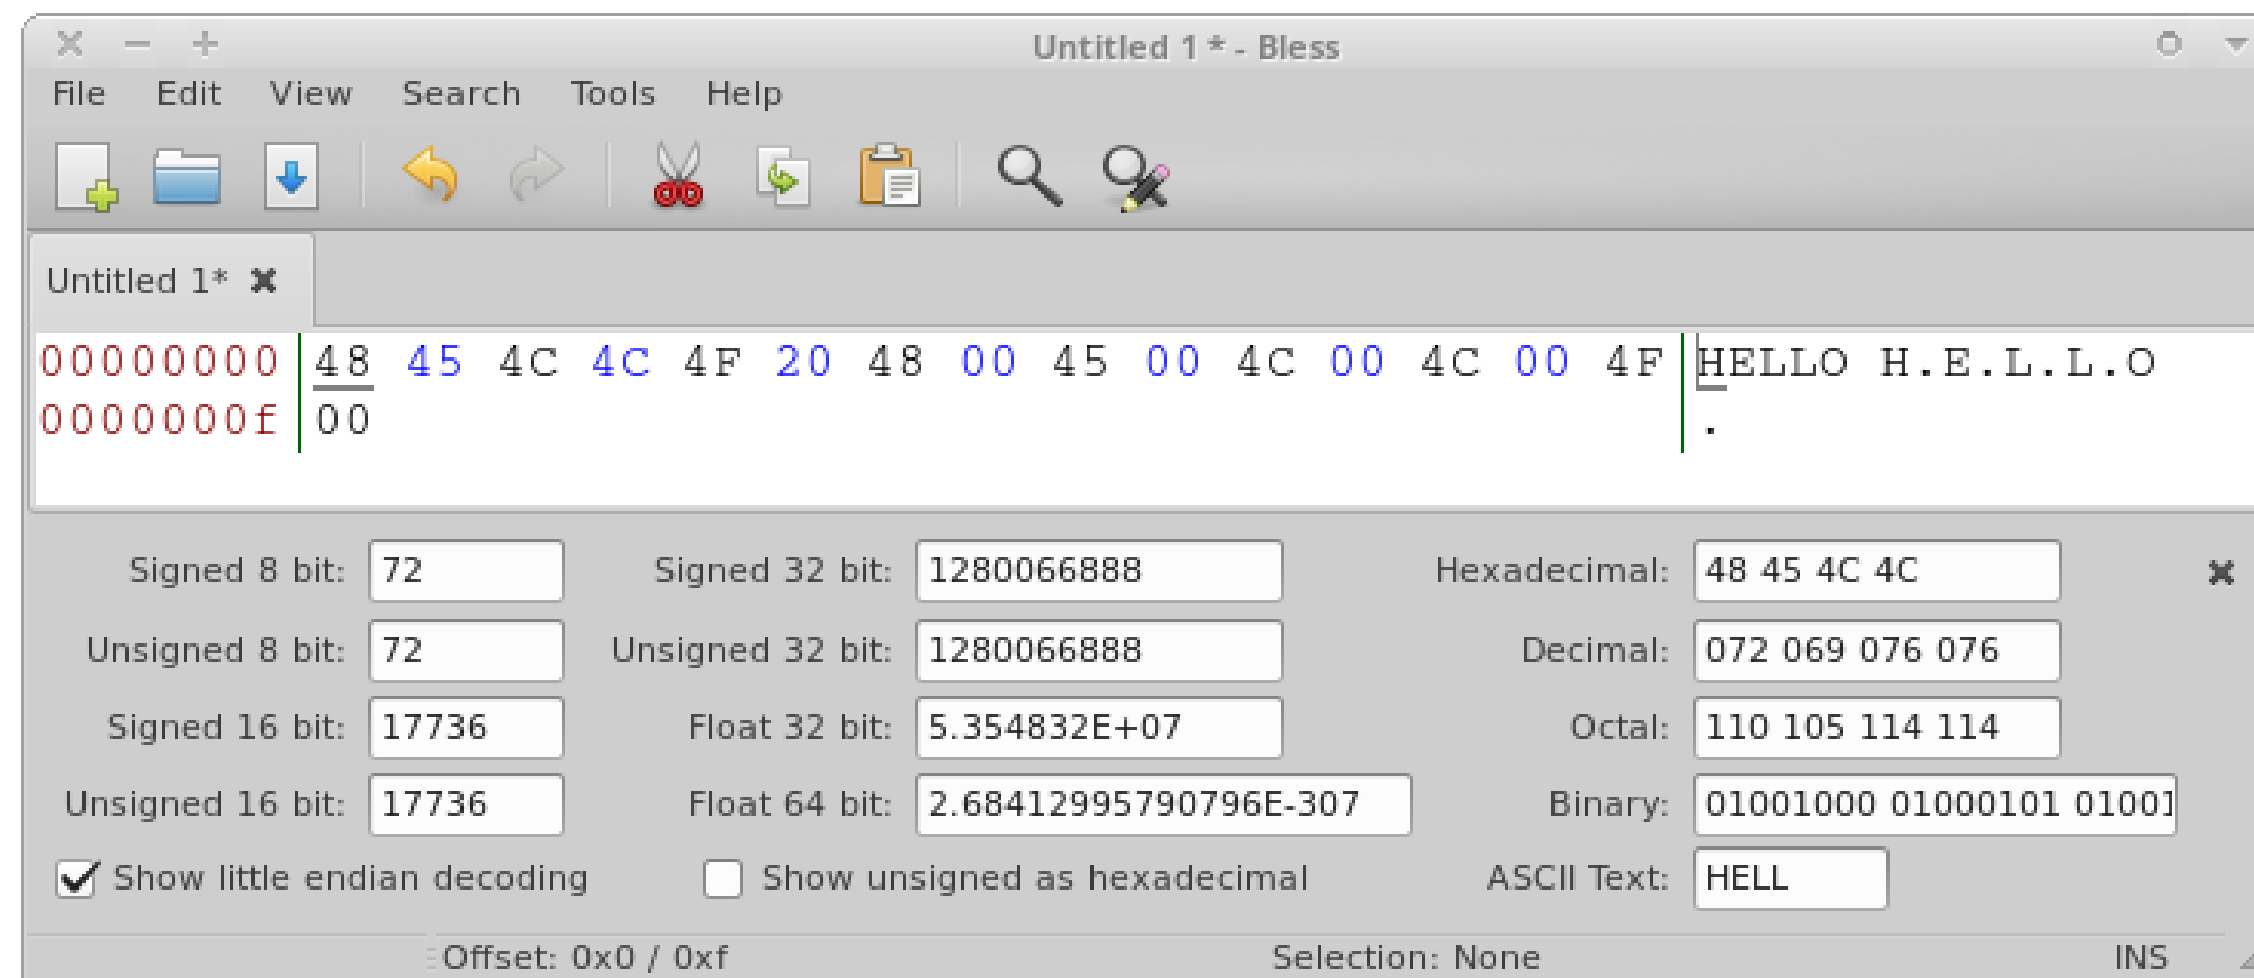 Untitled 1 * - Bless
File Edit View Search Tools Help
Untitled 1*
00000000 48 45 4C 4C 4F 20 48 00 45 00 4C 00 4C 00 4F HELLO H.E.L.L.O
0000000f 00 .
Signed 8 bit: 72 Signed 32 bit: 1280066888 Hexadecimal: 48 45 4C 4C
Unsigned 8 bit: 72 Unsigned 32 bit: 1280066888 Decimal: 072 069 076 076
Signed 16 bit: 17736 Float 32 bit: 5.354832E+07 Octal: 110 105 114 114
Unsigned 16 bit: 17736 Float 64 bit: 2.68412995790796E-307 Binary: 01001000 01000101 01001
Show little endian decoding Show unsigned as hexadecimal ASCII Text: HELL
Offset: 0x0 / 0xf Selection: None INS